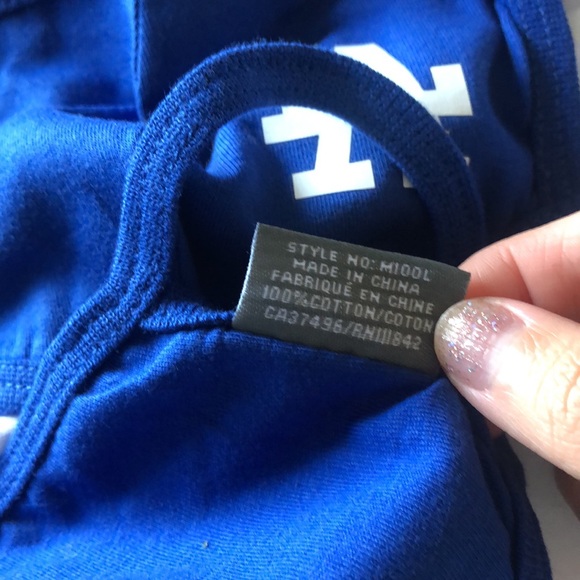 STYLE NO: M100L
MADE IN CHINA
FABRIQUÉ EN CHINE
100%COTTON/COTON
CA37496/RN111842